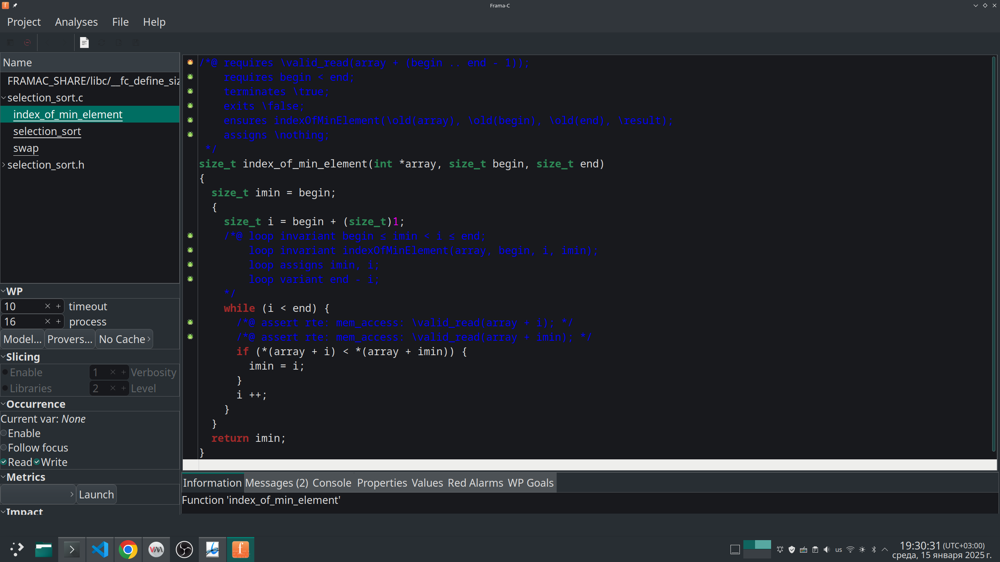 Frama-C
Project Analyses File Help
Name
FRAMAC_SHARE/libc/__fc_define_siz
selection_sort.c
index_of_min_element
selection_sort
swap
selection_sort.h
WP
10 timeout
16 process
Model... Provers... No Cache
Slicing
Enable 1 Verbosity
Libraries 2 Level
Occurrence
Current var: None
Enable
Follow focus
Read Write
Metrics
Launch
Impact
/*@ requires \valid_read(array + (begin .. end - 1));
requires begin < end;
terminates \true;
exits \false;
ensures indexOfMinElement(\old(array), \old(begin), \old(end), \result);
assigns \nothing;
*/
size_t index_of_min_element(int *array, size_t begin, size_t end)
{
size_t imin = begin;
{
size_t i = begin + (size_t)1;
/*@ loop invariant begin ≤ imin < i ≤ end;
loop invariant indexOfMinElement(array, begin, i, imin);
loop assigns imin, i;
loop variant end - i;
*/
while (i < end) {
/*@ assert rte: mem_access: \valid_read(array + i); */
/*@ assert rte: mem_access: \valid_read(array + imin); */
if (*(array + i) < *(array + imin)) {
imin = i;
}
i ++;
}
}
return imin;
}
Information Messages (2) Console Properties Values Red Alarms WP Goals
Function 'index_of_min_element'
us
19:30:31 (UTC+03:00)
среда, 15 января 2025 г.